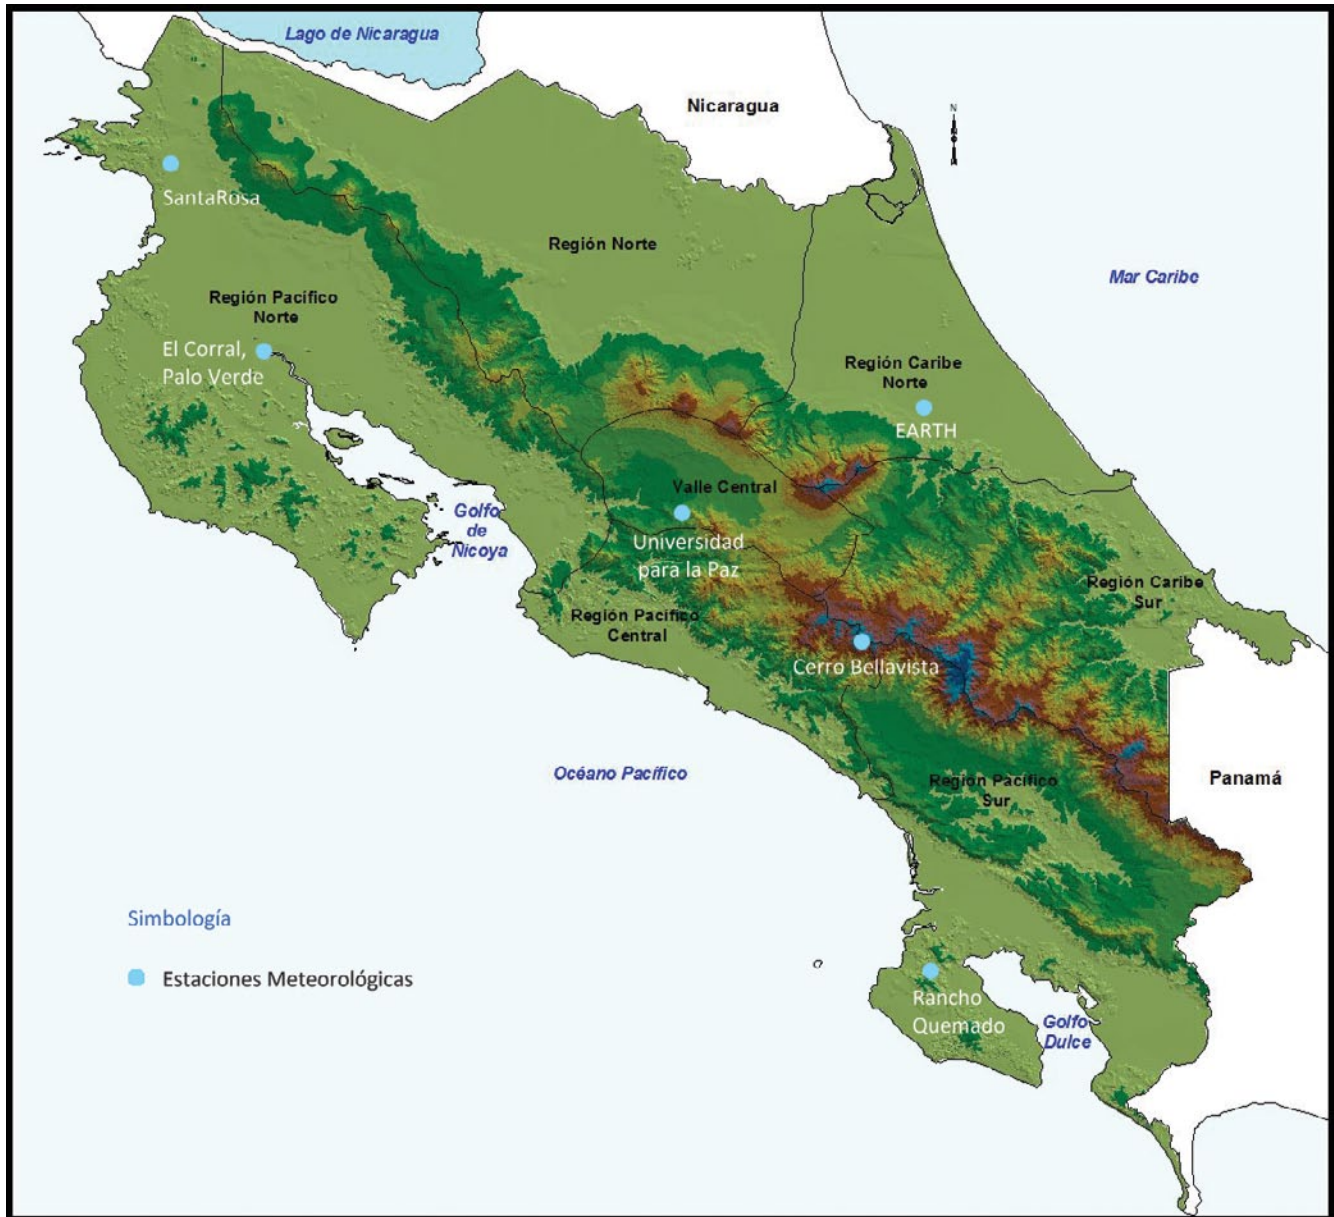 Lago de Nicaragua
Nicaragua
N
SantaRosa
Región Norte
Mar Caribe
Región Pacífico
Norte
El Corral,
Palo Verde
Región Caribe
Norte
EARTH
Valle Central
Golfo
de
Nicoya
Universidad
para la Paz
Región Caribe
Sur
Región Pacífico
Central
Cerro Bellavista
Océano Pacífico
Región Pacífico
Sur
Panamá
Simbología
Estaciones Meteorológicas
Rancho
Quemado
Golfo
Dulce